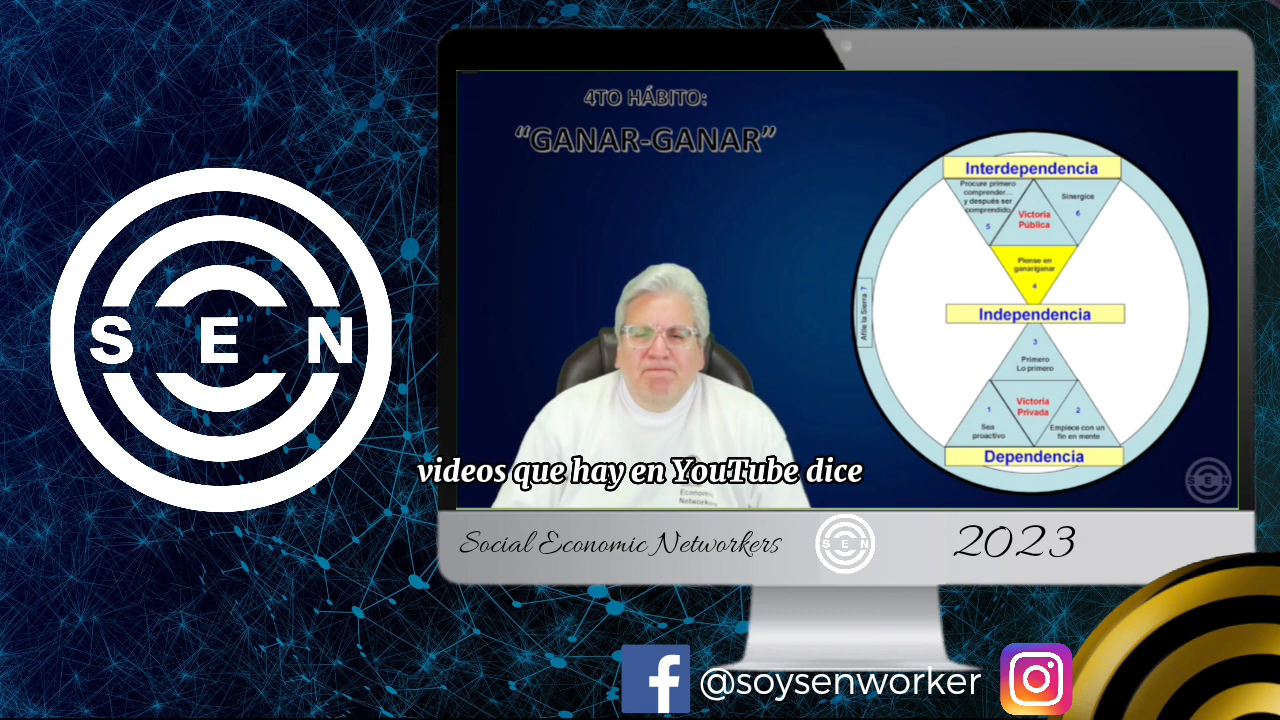 S E N
4TO HÁBITO:
“GANAR-GANAR”
Interdependencia
Procure primero
comprender...
y después ser
comprendido
5
Sinergice
6
Victoria
Pública
Piense en
ganar/ganar
4
Independencia
Afile la Sierra 7
3
Primero
Lo primero
Victoria
Privada
1
Sea
proactivo
2
Empiece con un
fin en mente
Dependencia
S E N
videos que hay en YouTube dice
Economic
Networkers
Social Economic Networkers
S E N
2023
@soysenworker